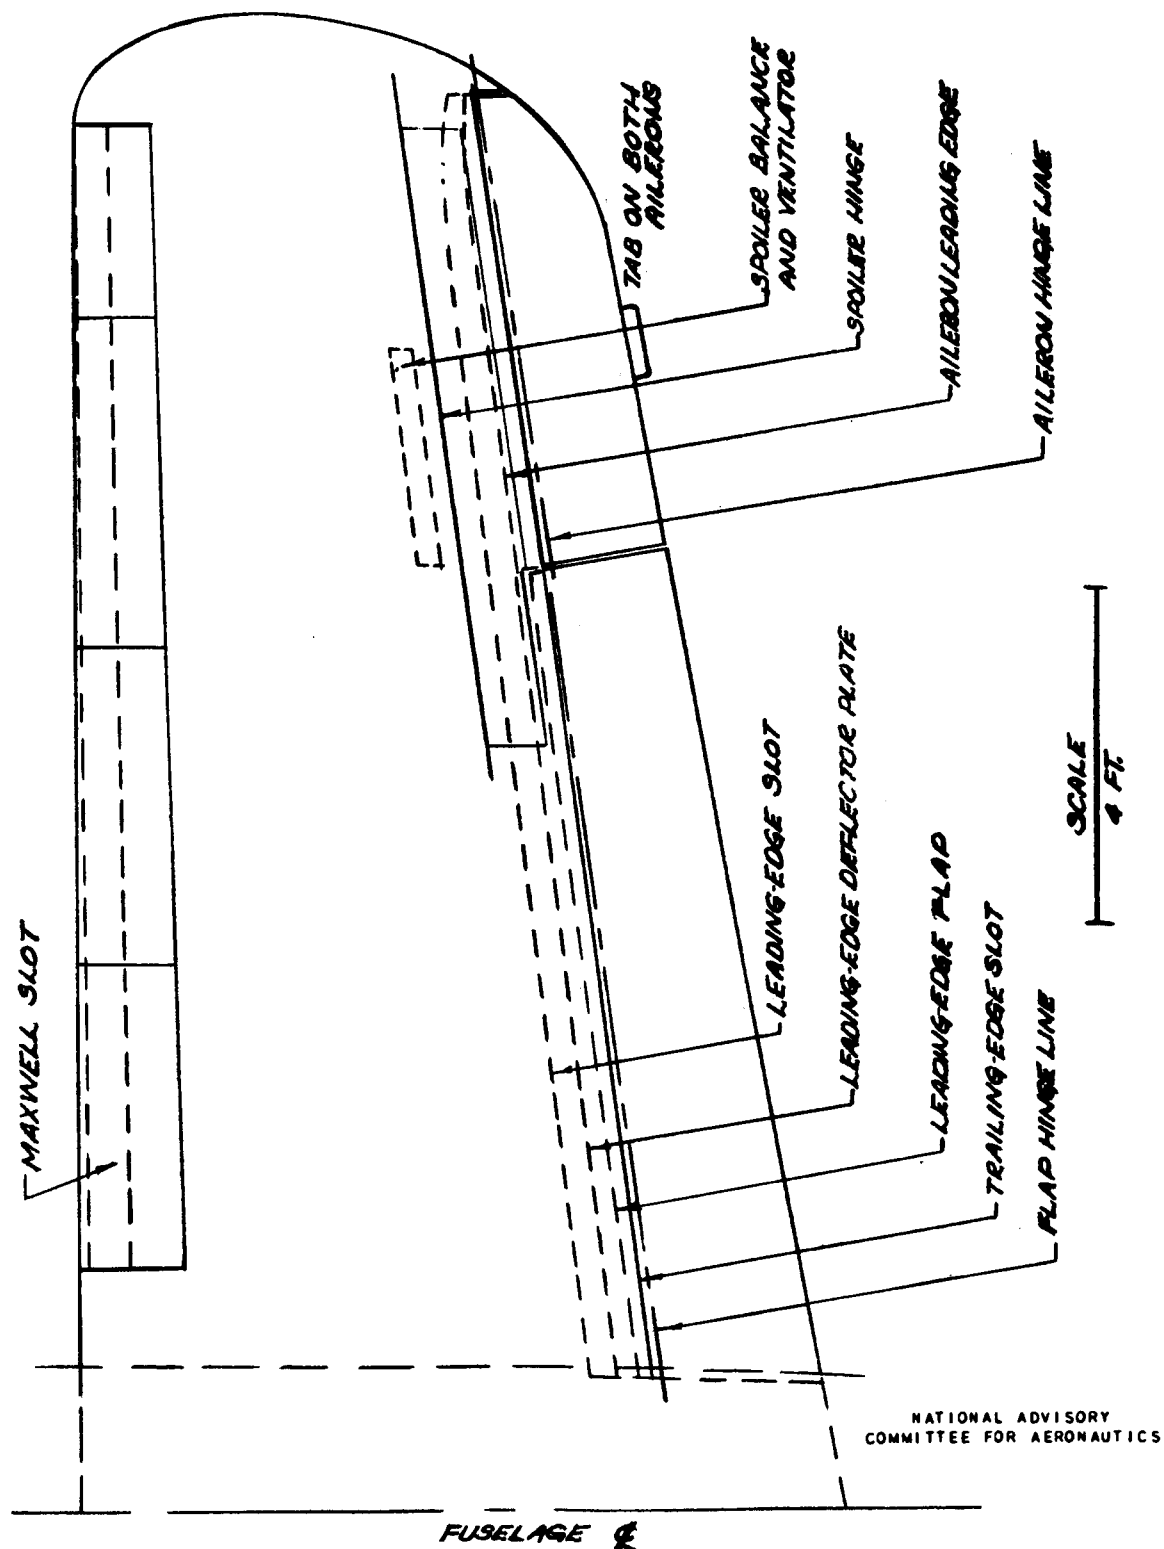 MAXWELL SLOT
TAB ON BOTH
AILERONS
SPOILER BALANCE
AND VENTILATOR
SPOILER HINGE
AILERON LEADING EDGE
AILERON HINGE LINE
LEADING-EDGE SLOT
LEADING-EDGE DEFLECTOR PLATE
LEADING-EDGE FLAP
TRAILING-EDGE SLOT
FLAP HINGE LINE
SCALE
4 FT.
NATIONAL ADVISORY
COMMITTEE FOR AERONAUTICS
FUSELAGE ℄